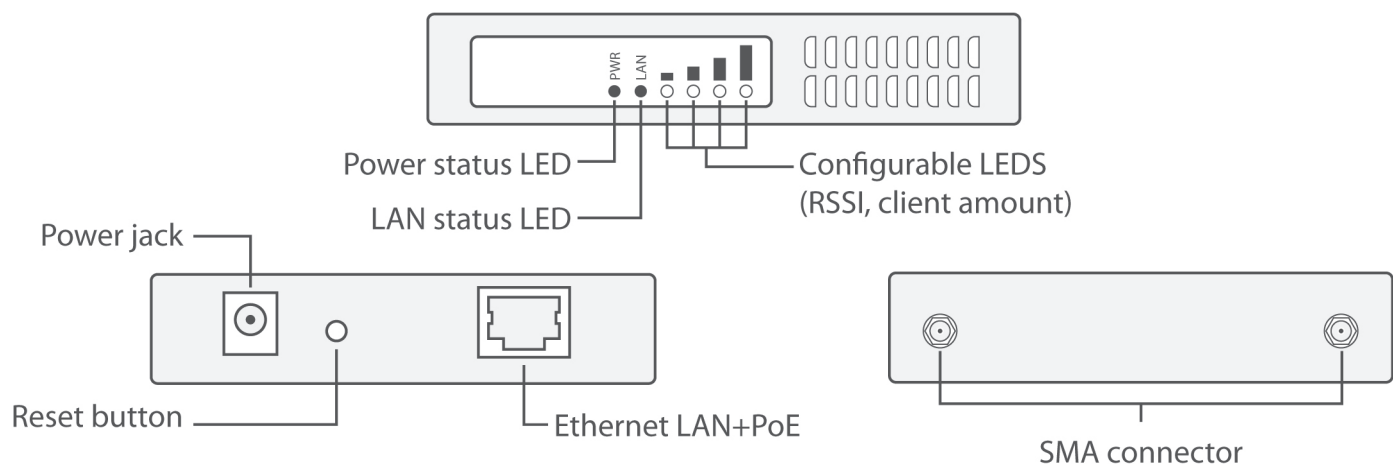 PWR
LAN
Power status LED
Configurable LEDS
(RSSI, client amount)
LAN status LED
Power jack
Reset button
Ethernet LAN+PoE
SMA connector